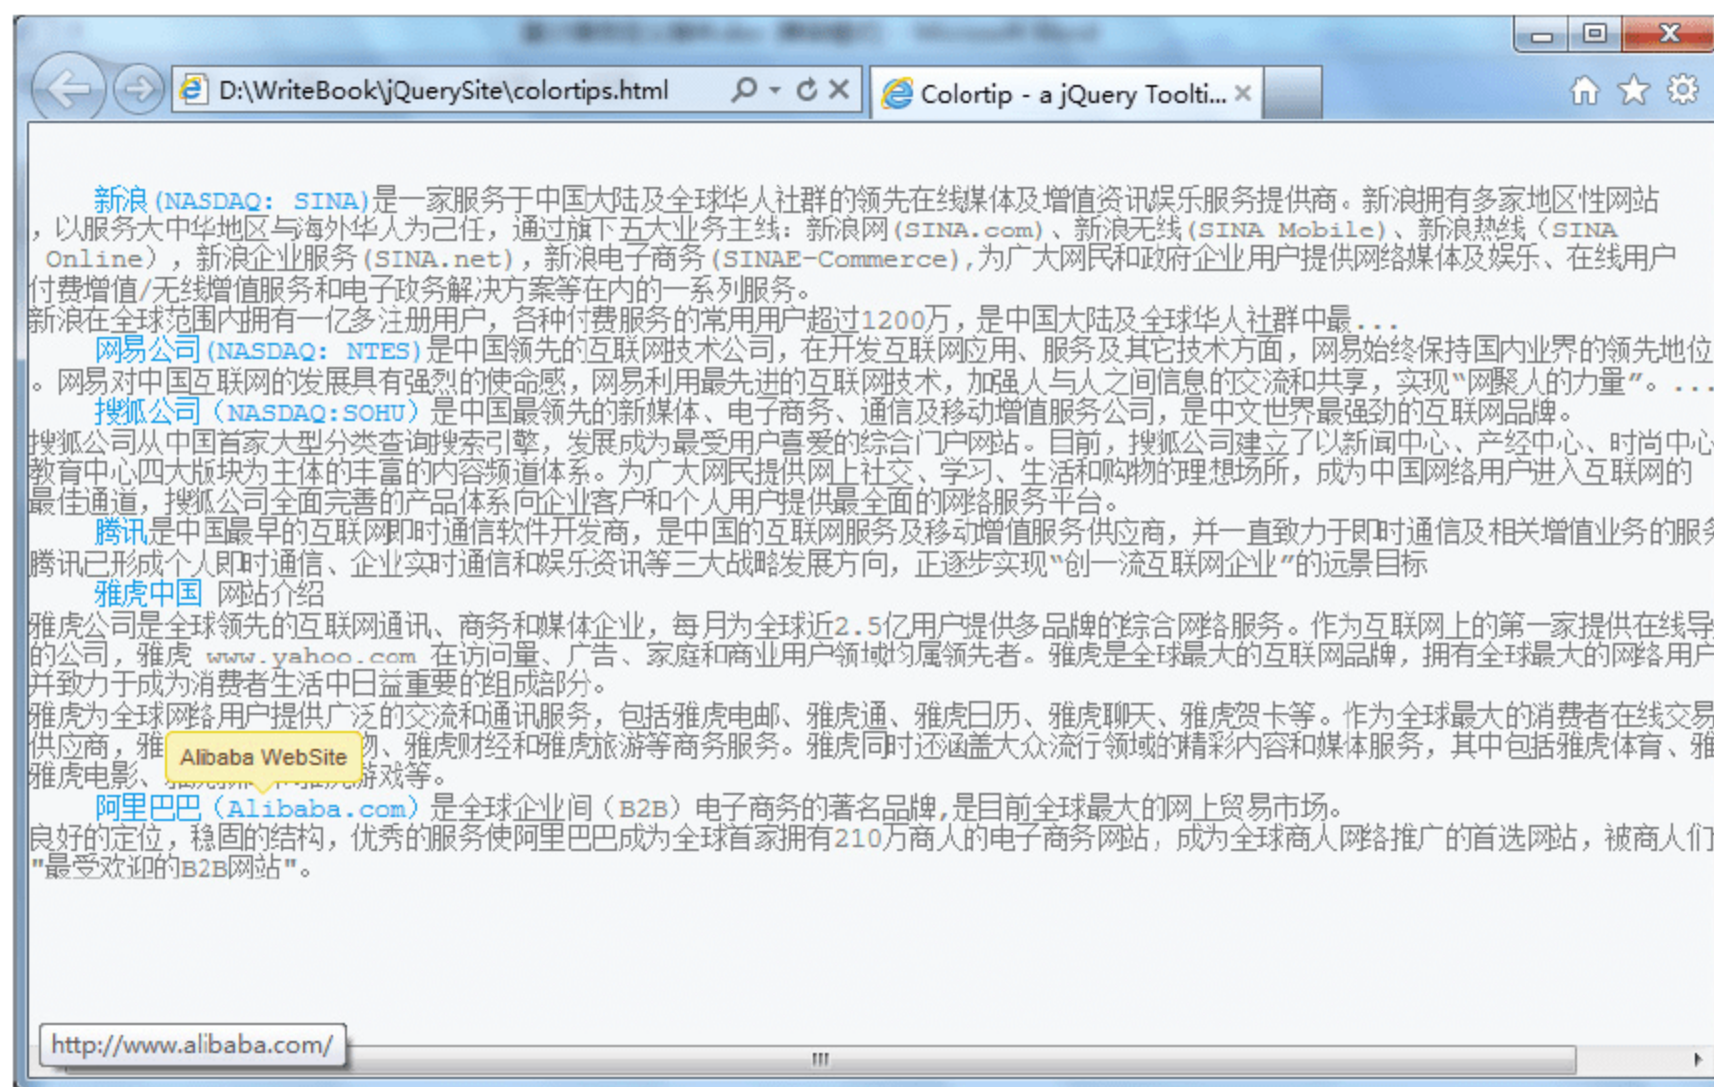 D:\WriteBook\jQuerySite\colortips.html
Colortip - a jQuery Toolti...
新浪(NASDAQ: SINA)是一家服务于中国大陆及全球华人社群的领先在线媒体及增值资讯娱乐服务提供商。新浪拥有多家地区性网站
，以服务大中华地区与海外华人为己任，通过旗下五大业务主线：新浪网(SINA.com)、新浪无线(SINA Mobile)、新浪热线（SINA
Online），新浪企业服务(SINA.net)，新浪电子商务(SINAE-Commerce),为广大网民和政府企业用户提供网络媒体及娱乐、在线用户
付费增值/无线增值服务和电子政务解决方案等在内的一系列服务。
新浪在全球范围内拥有一亿多注册用户，各种付费服务的常用用户超过1200万，是中国大陆及全球华人社群中最...
网易公司(NASDAQ: NTES)是中国领先的互联网技术公司，在开发互联网应用、服务及其它技术方面，网易始终保持国内业界的领先地位
。网易对中国互联网的发展具有强烈的使命感，网易利用最先进的互联网技术，加强人与人之间信息的交流和共享，实现“网聚人的力量”。...
搜狐公司（NASDAQ:SOHU）是中国最领先的新媒体、电子商务、通信及移动增值服务公司，是中文世界最强劲的互联网品牌。
搜狐公司从中国首家大型分类查询搜索引擎，发展成为最受用户喜爱的综合门户网站。目前，搜狐公司建立了以新闻中心、产经中心、时尚中心
教育中心四大版块为主体的丰富的内容频道体系。为广大网民提供网上社交、学习、生活和购物的理想场所，成为中国网络用户进入互联网的
最佳通道，搜狐公司全面完善的产品体系向企业客户和个人用户提供最全面的网络服务平台。
腾讯是中国最早的互联网即时通信软件开发商，是中国的互联网服务及移动增值服务供应商，并一直致力于即时通信及相关增值业务的服务
腾讯已形成个人即时通信、企业实时通信和娱乐资讯等三大战略发展方向，正逐步实现“创一流互联网企业”的远景目标
雅虎中国 网站介绍
雅虎公司是全球领先的互联网通讯、商务和媒体企业，每月为全球近2.5亿用户提供多品牌的综合网络服务。作为互联网上的第一家提供在线导
的公司，雅虎 www.yahoo.com 在访问量、广告、家庭和商业用户领域均属领先者。雅虎是全球最大的互联网品牌，拥有全球最大的网络用户
并致力于成为消费者生活中日益重要的组成部分。
雅虎为全球网络用户提供广泛的交流和通讯服务，包括雅虎电邮、雅虎通、雅虎日历、雅虎聊天、雅虎贺卡等。作为全球最大的消费者在线交易
供应商，雅 物、雅虎财经和雅虎旅游等商务服务。雅虎同时还涵盖大众流行领域的精彩内容和媒体服务，其中包括雅虎体育、雅
Alibaba WebSite
雅虎电影、 游戏等。
阿里巴巴（Alibaba.com）是全球企业间（B2B）电子商务的著名品牌,是目前全球最大的网上贸易市场。
良好的定位，稳固的结构，优秀的服务使阿里巴巴成为全球首家拥有210万商人的电子商务网站，成为全球商人网络推广的首选网站，被商人们
"最受欢迎的B2B网站"。
http://www.alibaba.com/